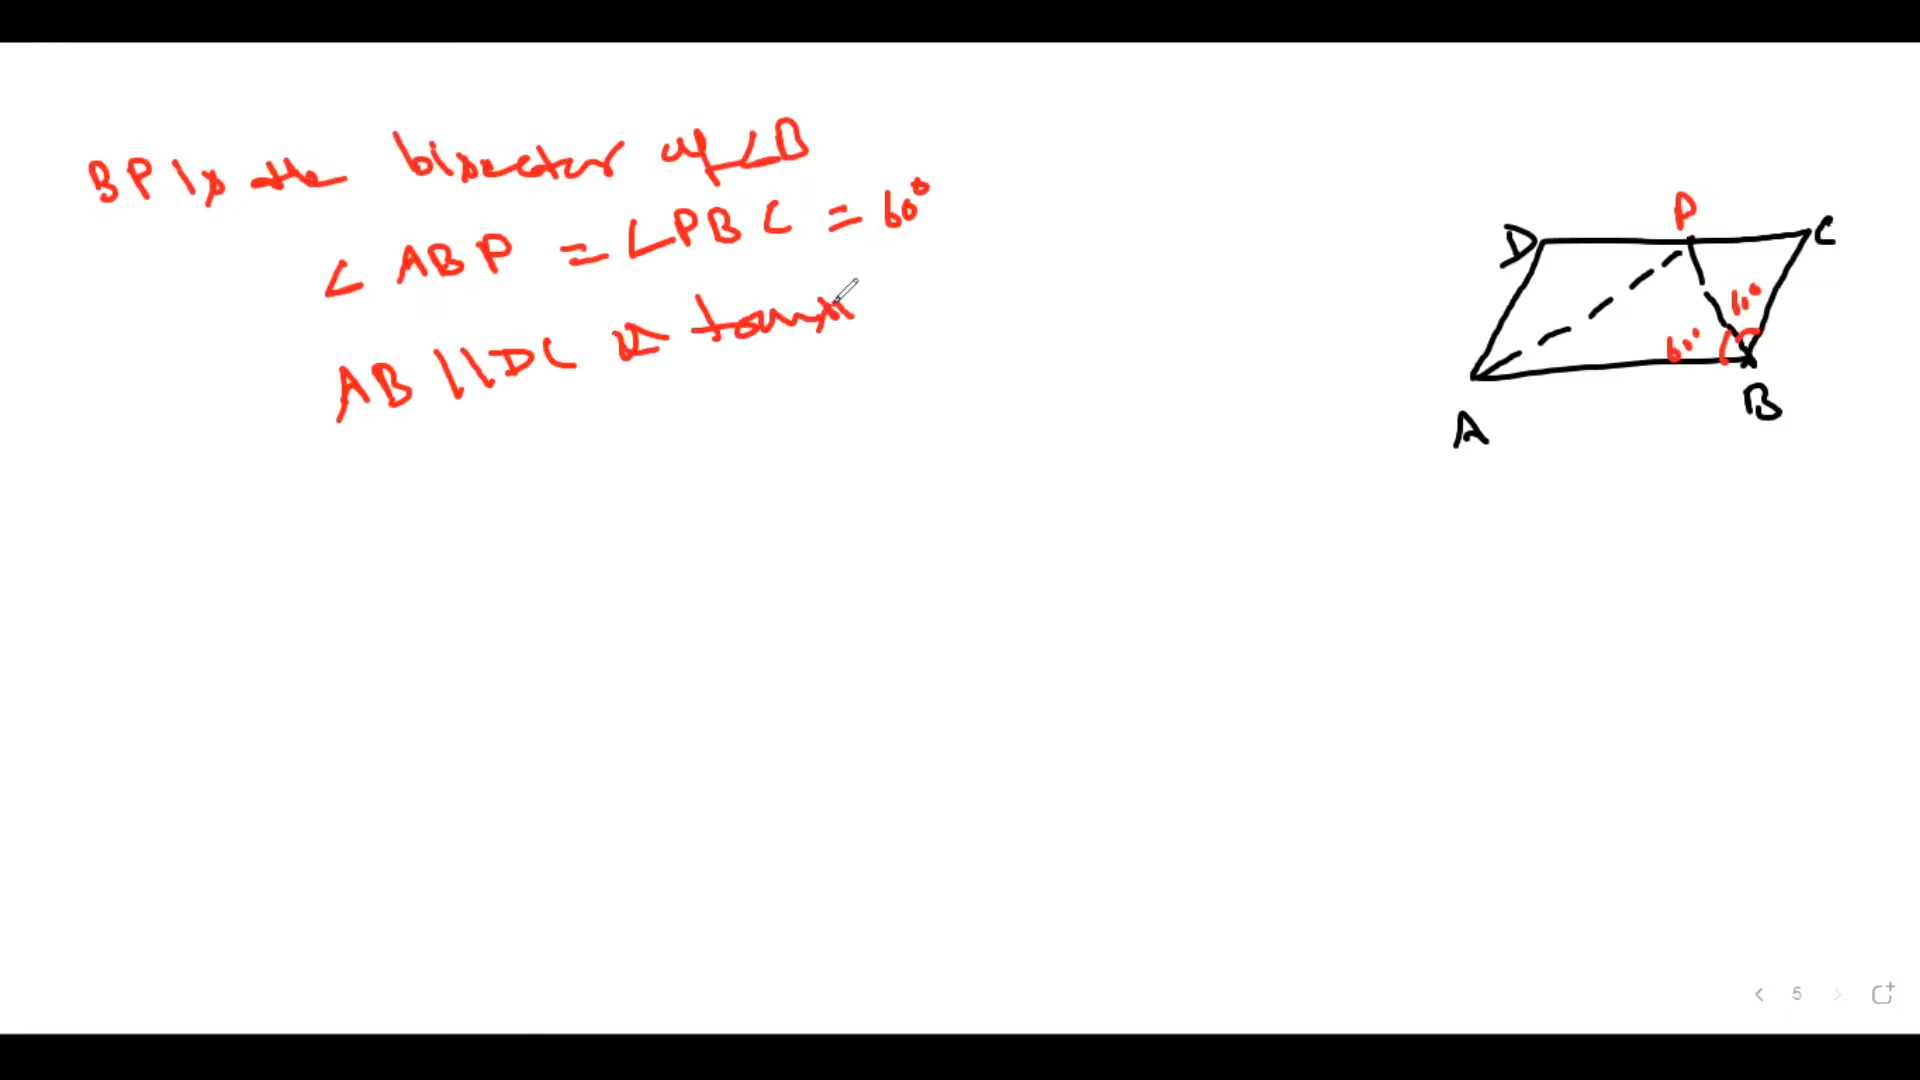 BP is the bisector of ∠B
∠ABP = ∠PBC = 60°
AB || DC
P
D
C
60°
60°
B
A
5